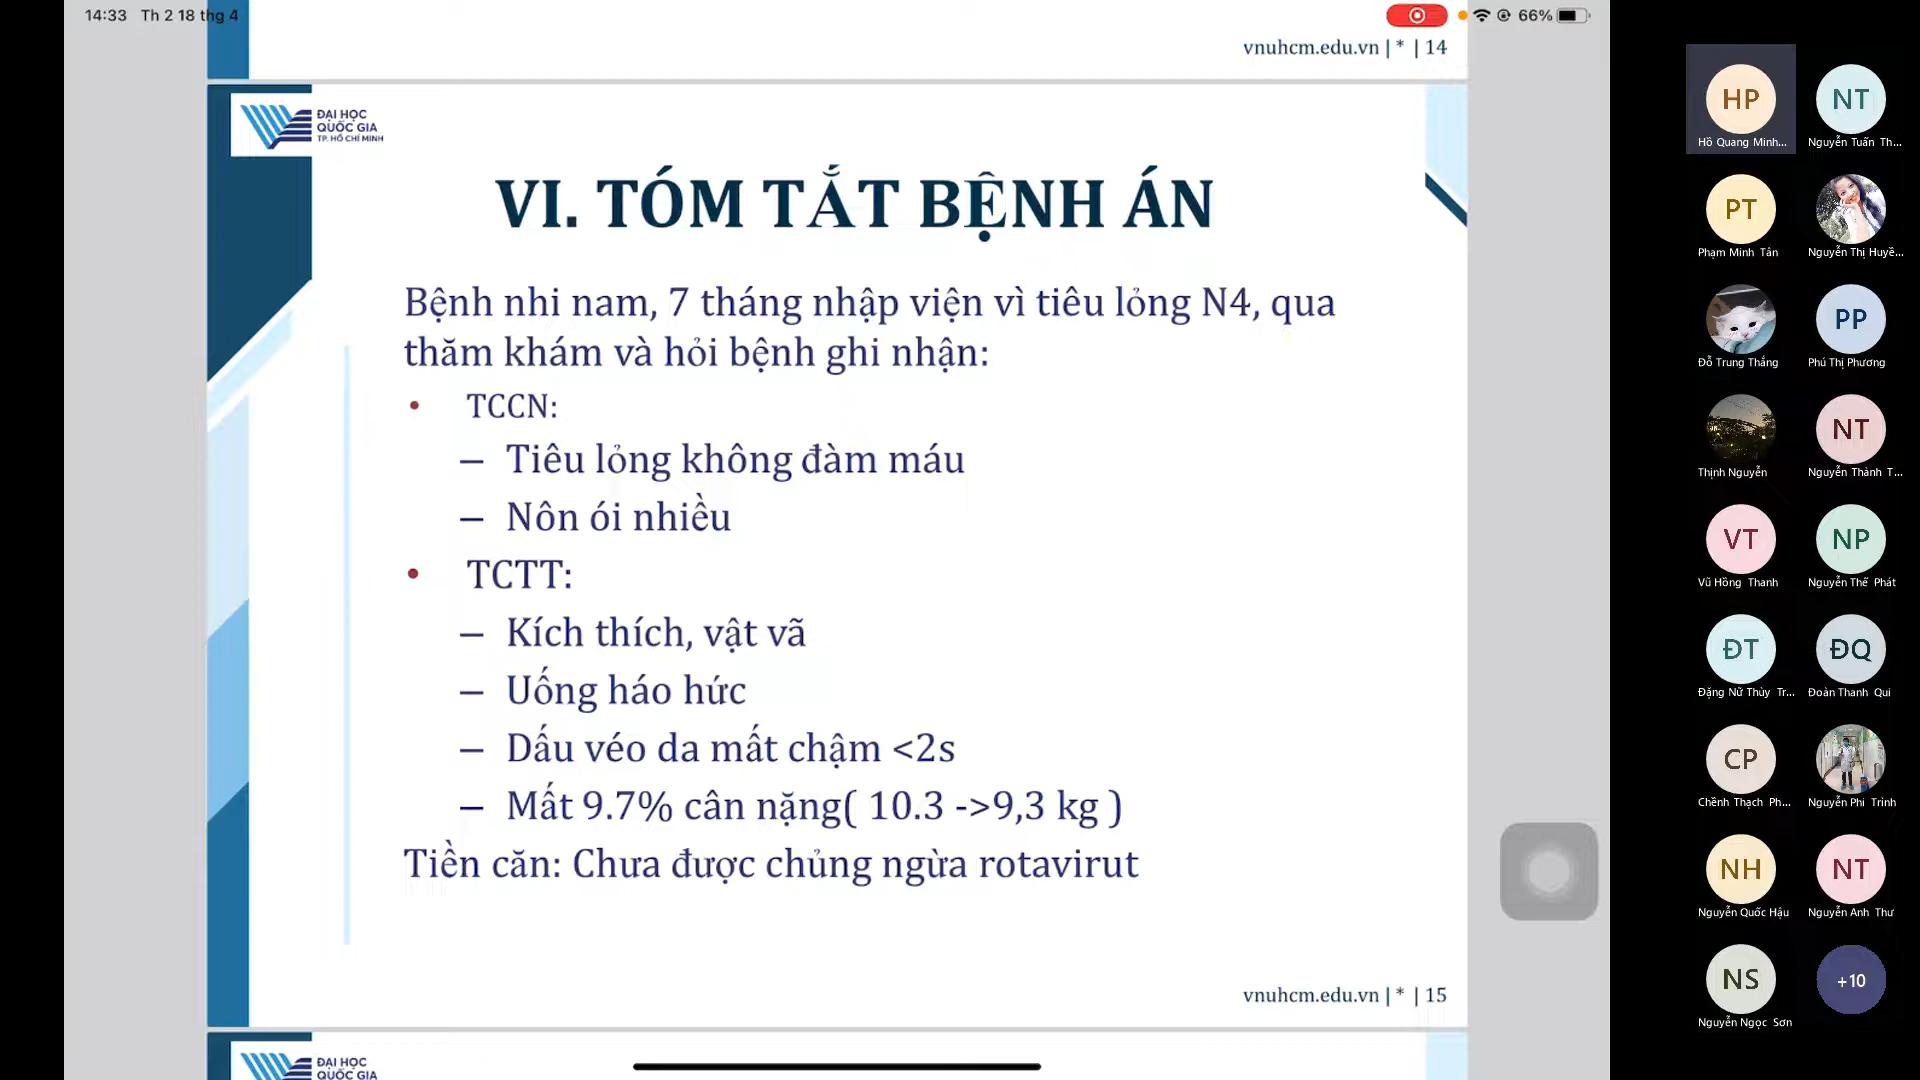 14:33 Th 2 18 thg 4
66%
vnuhcm.edu.vn | * | 14
ĐẠI HỌC
QUỐC GIA
TP. HỒ CHÍ MINH
VI. TÓM TẮT BỆNH ÁN
Bệnh nhi nam, 7 tháng nhập viện vì tiêu lỏng N4, qua
thăm khám và hỏi bệnh ghi nhận:
• TCCN:
– Tiêu lỏng không đàm máu
– Nôn ói nhiều
• TCTT:
– Kích thích, vật vã
– Uống háo hức
– Dấu véo da mất chậm <2s
– Mất 9.7% cân nặng( 10.3 ->9,3 kg )
Tiền căn: Chưa được chủng ngừa rotavirut
vnuhcm.edu.vn | * | 15
ĐẠI HỌC
QUỐC GIA
HP
Hồ Quang Minh...
NT
Nguyễn Tuấn Th...
PT
Phạm Minh Tân
Nguyễn Thị Huyề...
Đỗ Trung Thắng
PP
Phú Thị Phương
Thịnh Nguyễn
NT
Nguyễn Thành T...
VT
Vũ Hồng Thanh
NP
Nguyễn Thế Phát
ĐT
Đặng Nữ Thùy Tr...
ĐQ
Đoàn Thanh Qui
CP
Chềnh Thạch Ph...
Nguyễn Phi Trình
NH
Nguyễn Quốc Hậu
NT
Nguyễn Anh Thư
NS
Nguyễn Ngọc Sơn
+10